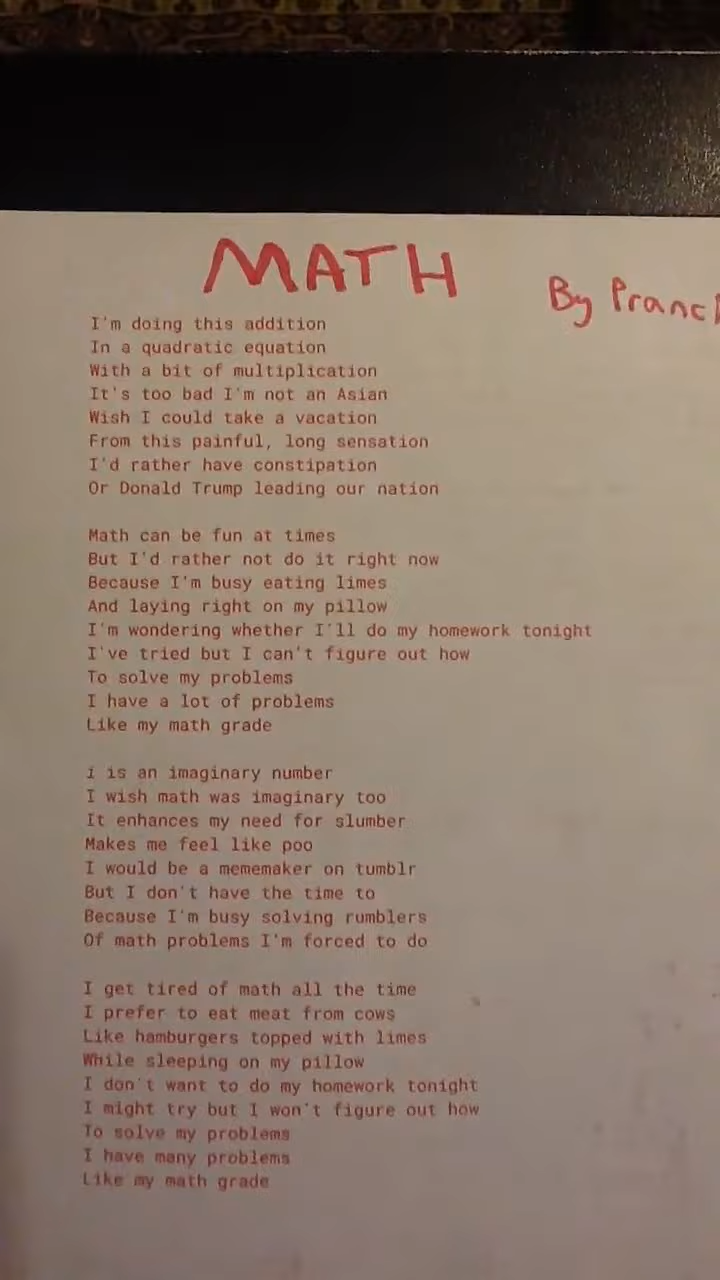 MATH
By
I'm doing this addition
In a quadratic equation
With a bit of multiplication
It's too bad I'm not an Asian
Wish I could take a vacation
From this painful, long sensation
I'd rather have constipation
Or Donald Trump leading our nation
Math can be fun at times
But I'd rather not do it right now
Because I'm busy eating limes
And laying right on my pillow
I'm wondering whether I'll do my homework tonight
I've tried but I can't figure out how
To solve my problems
I have a lot of problems
Like my math grade
i is an imaginary number
I wish math was imaginary too
It enhances my need for slumber
Makes me feel like poo
I would be a mememaker on tumblr
But I don't have the time to
Because I'm busy solving rumblers
Of math problems I'm forced to do
I get tired of math all the time
I prefer to eat meat from cows
Like hamburgers topped with limes
While sleeping on my pillow
I don't want to do my homework tonight
I might try but I won't figure out how
To solve my problems
I have many problems
Like my math grade